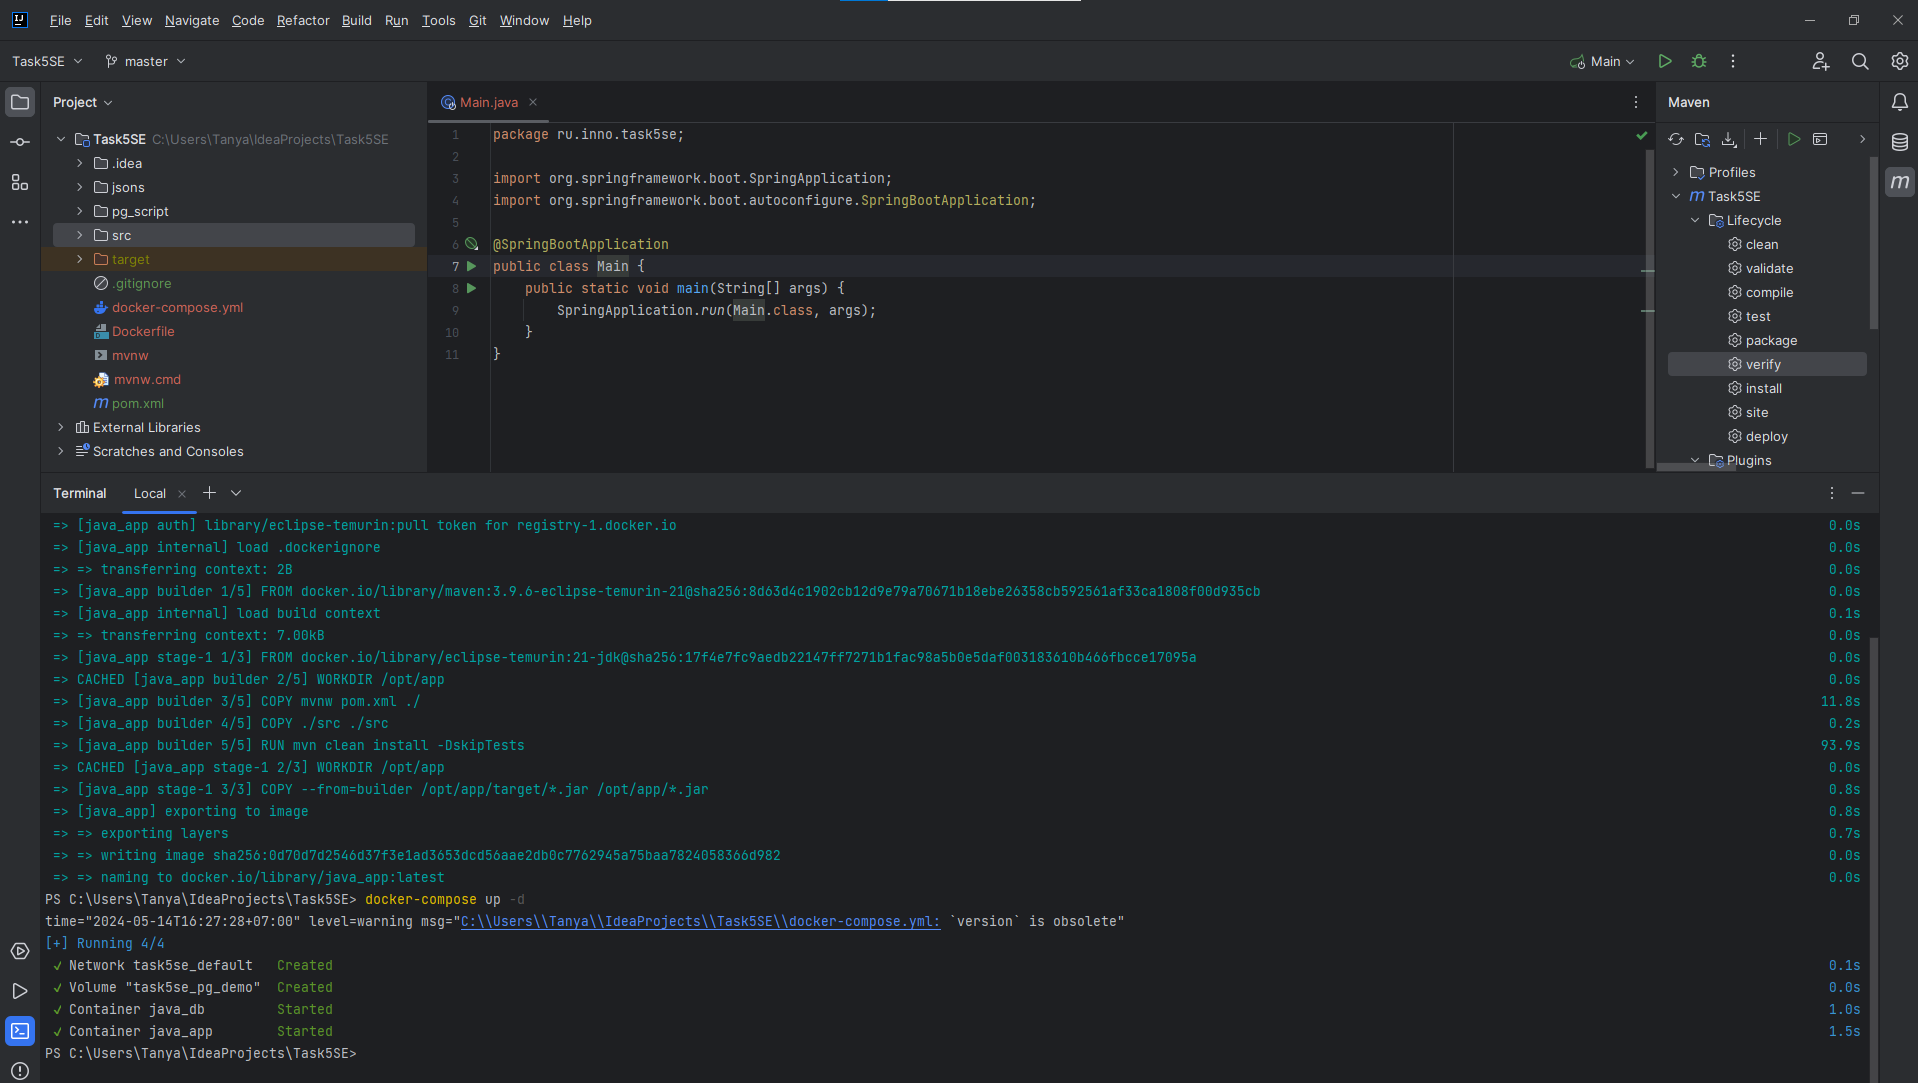 File Edit View Navigate Code Refactor Build Run Tools Git Window Help
Task5SE master Main
Project
Task5SE C:\Users\Tanya\IdeaProjects\Task5SE
.idea
jsons
pg_script
src
target
.gitignore
docker-compose.yml
Dockerfile
mvnw
mvnw.cmd
pom.xml
External Libraries
Scratches and Consoles
Main.java
1 package ru.inno.task5se;
2
3 import org.springframework.boot.SpringApplication;
4 import org.springframework.boot.autoconfigure.SpringBootApplication;
5
6 @SpringBootApplication
7 public class Main {
8 public static void main(String[] args) {
9 SpringApplication.run(Main.class, args);
10 }
11 }
Maven
Profiles
m Task5SE
Lifecycle
clean
validate
compile
test
package
verify
install
site
deploy
Plugins
Terminal Local
=> [java_app auth] library/eclipse-temurin:pull token for registry-1.docker.io 0.0s
=> [java_app internal] load .dockerignore 0.0s
=> => transferring context: 2B 0.0s
=> [java_app builder 1/5] FROM docker.io/library/maven:3.9.6-eclipse-temurin-21@sha256:8d63d4c1902cb12d9e79a70671b18ebe26358cb592561af33ca1808f00d935cb 0.0s
=> [java_app internal] load build context 0.1s
=> => transferring context: 7.00kB 0.0s
=> [java_app stage-1 1/3] FROM docker.io/library/eclipse-temurin:21-jdk@sha256:17f4e7fc9aedb22147ff7271b1fac98a5b0e5daf003183610b466fbcce17095a 0.0s
=> CACHED [java_app builder 2/5] WORKDIR /opt/app 0.0s
=> [java_app builder 3/5] COPY mvnw pom.xml ./ 11.8s
=> [java_app builder 4/5] COPY ./src ./src 0.2s
=> [java_app builder 5/5] RUN mvn clean install -DskipTests 93.9s
=> CACHED [java_app stage-1 2/3] WORKDIR /opt/app 0.0s
=> [java_app stage-1 3/3] COPY --from=builder /opt/app/target/*.jar /opt/app/*.jar 0.8s
=> [java_app] exporting to image 0.8s
=> => exporting layers 0.7s
=> => writing image sha256:0d70d7d2546d37f3e1ad3653dcd56aae2db0c7762945a75baa7824058366d982 0.0s
=> => naming to docker.io/library/java_app:latest 0.0s
PS C:\Users\Tanya\IdeaProjects\Task5SE> docker-compose up -d
time="2024-05-14T16:27:28+07:00" level=warning msg="C:\\Users\\Tanya\\IdeaProjects\\Task5SE\\docker-compose.yml: `version` is obsolete"
[+] Running 4/4
✓ Network task5se_default Created 0.1s
✓ Volume "task5se_pg_demo" Created 0.0s
✓ Container java_db Started 1.0s
✓ Container java_app Started 1.5s
PS C:\Users\Tanya\IdeaProjects\Task5SE>